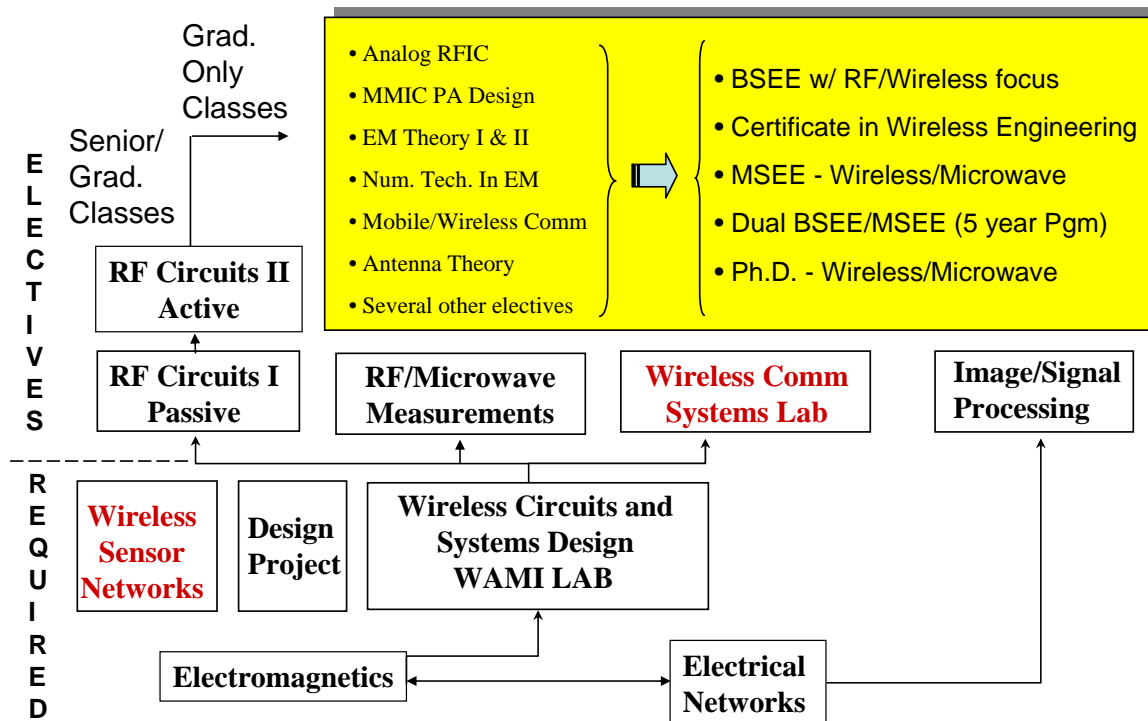 Grad.
Only
Classes
Senior/
Grad.
Classes
• Analog RFIC
• MMIC PA Design
• EM Theory I & II
• Num. Tech. In EM
• Mobile/Wireless Comm
• Antenna Theory
• Several other electives
• BSEE w/ RF/Wireless focus
• Certificate in Wireless Engineering
• MSEE - Wireless/Microwave
• Dual BSEE/MSEE (5 year Pgm)
• Ph.D. - Wireless/Microwave
E
L
E
C
T
I
V
E
S
RF Circuits II
Active
RF Circuits I
Passive
RF/Microwave
Measurements
Wireless Comm
Systems Lab
Image/Signal
Processing
R
E
Q
U
I
R
E
D
Wireless
Sensor
Networks
Design
Project
Wireless Circuits and
Systems Design
WAMI LAB
Electromagnetics
Electrical
Networks